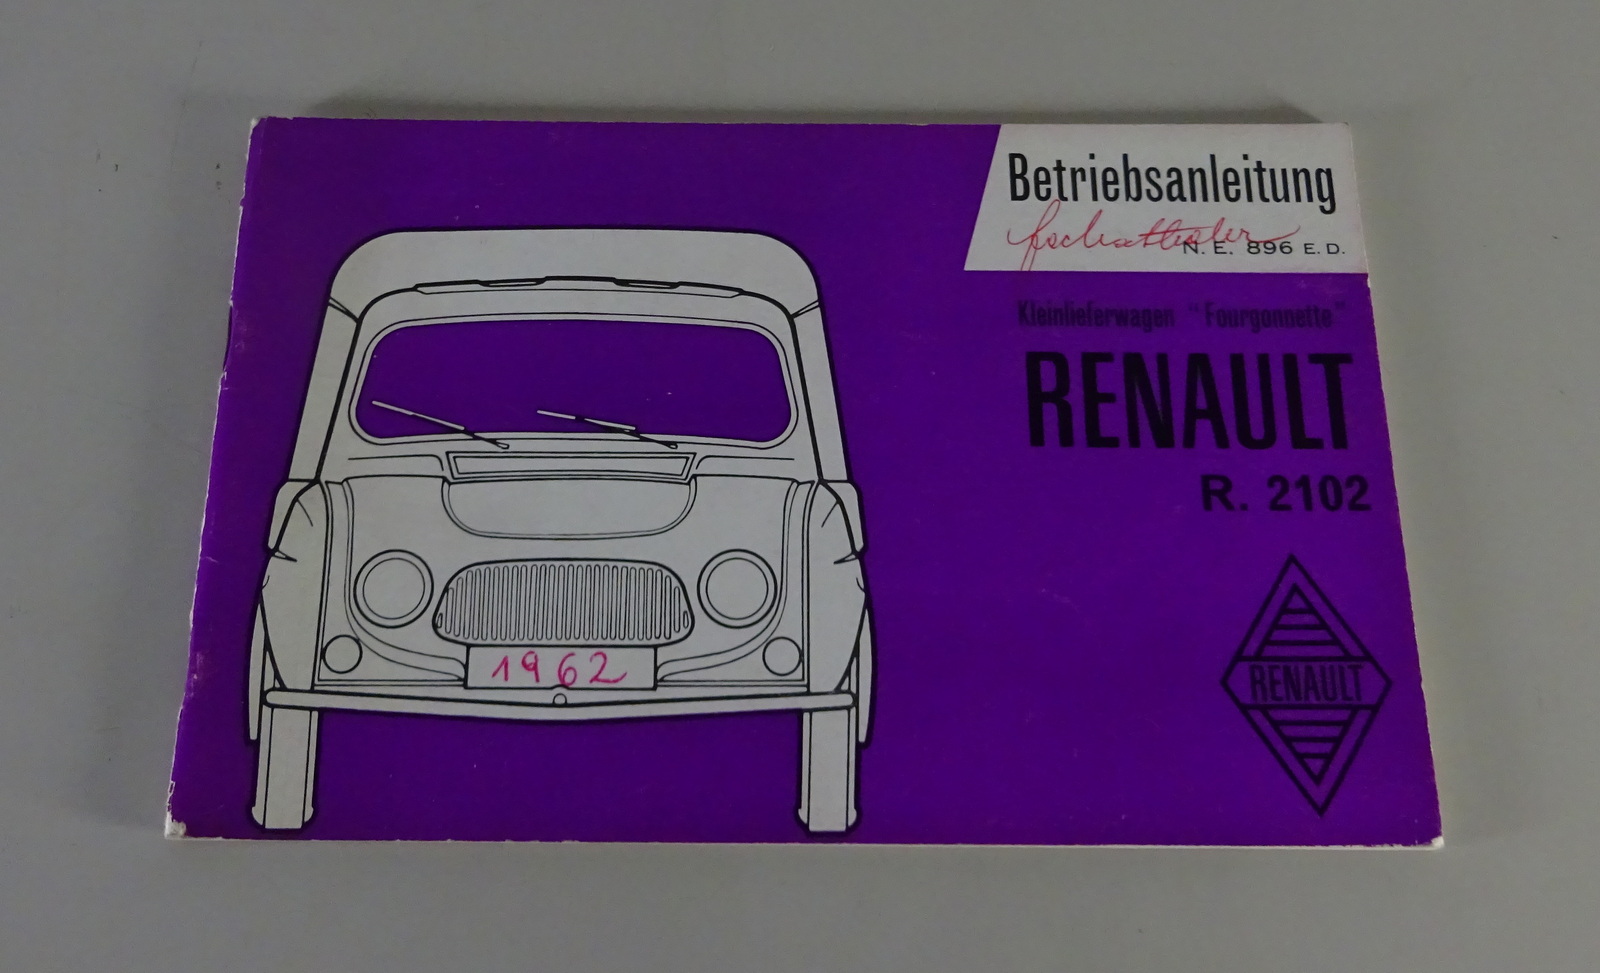 Betriebsanleitung
N. E. 896 E. D.
Kleinlieferwagen "Fourgonnette"
RENAULT
R. 2102
RENAULT
1962